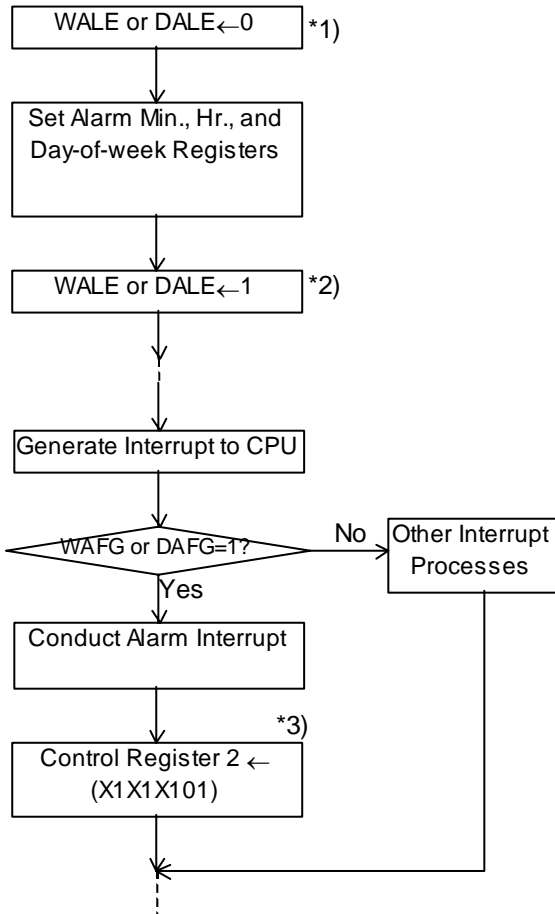 WALE or DALE←0
*1)
Set Alarm Min., Hr., and
Day-of-week Registers
WALE or DALE←1
*2)
Generate Interrupt to CPU
WAFG or DAFG=1?
No
Other Interrupt
Processes
Yes
Conduct Alarm Interrupt
*3)
Control Register 2 ←
(X1X1X101)